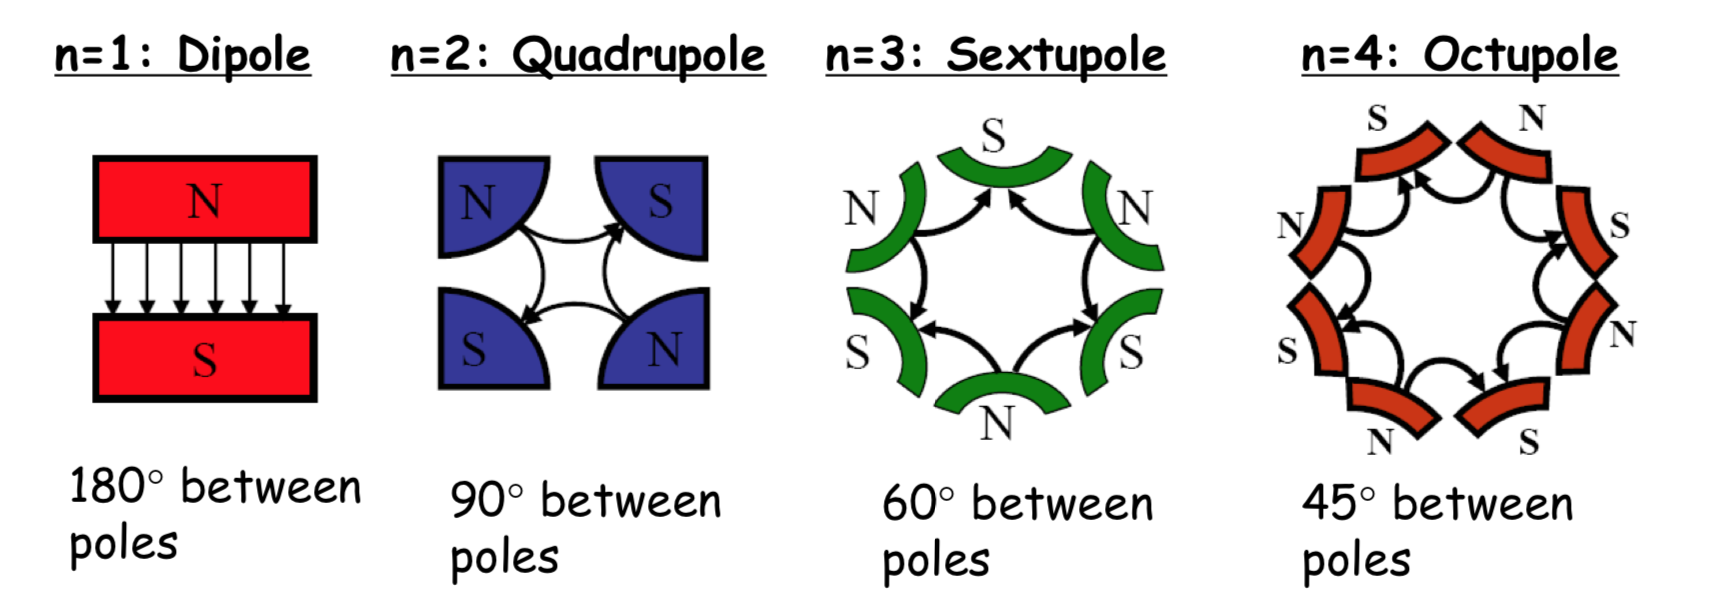 n=1: Dipole
n=2: Quadrupole
n=3: Sextupole
n=4: Octupole
N
S
N
S
S
N
S
N
N
S
S
N
S
N
N
S
S
N
N
S
180° between
poles
90° between
poles
60° between
poles
45° between
poles